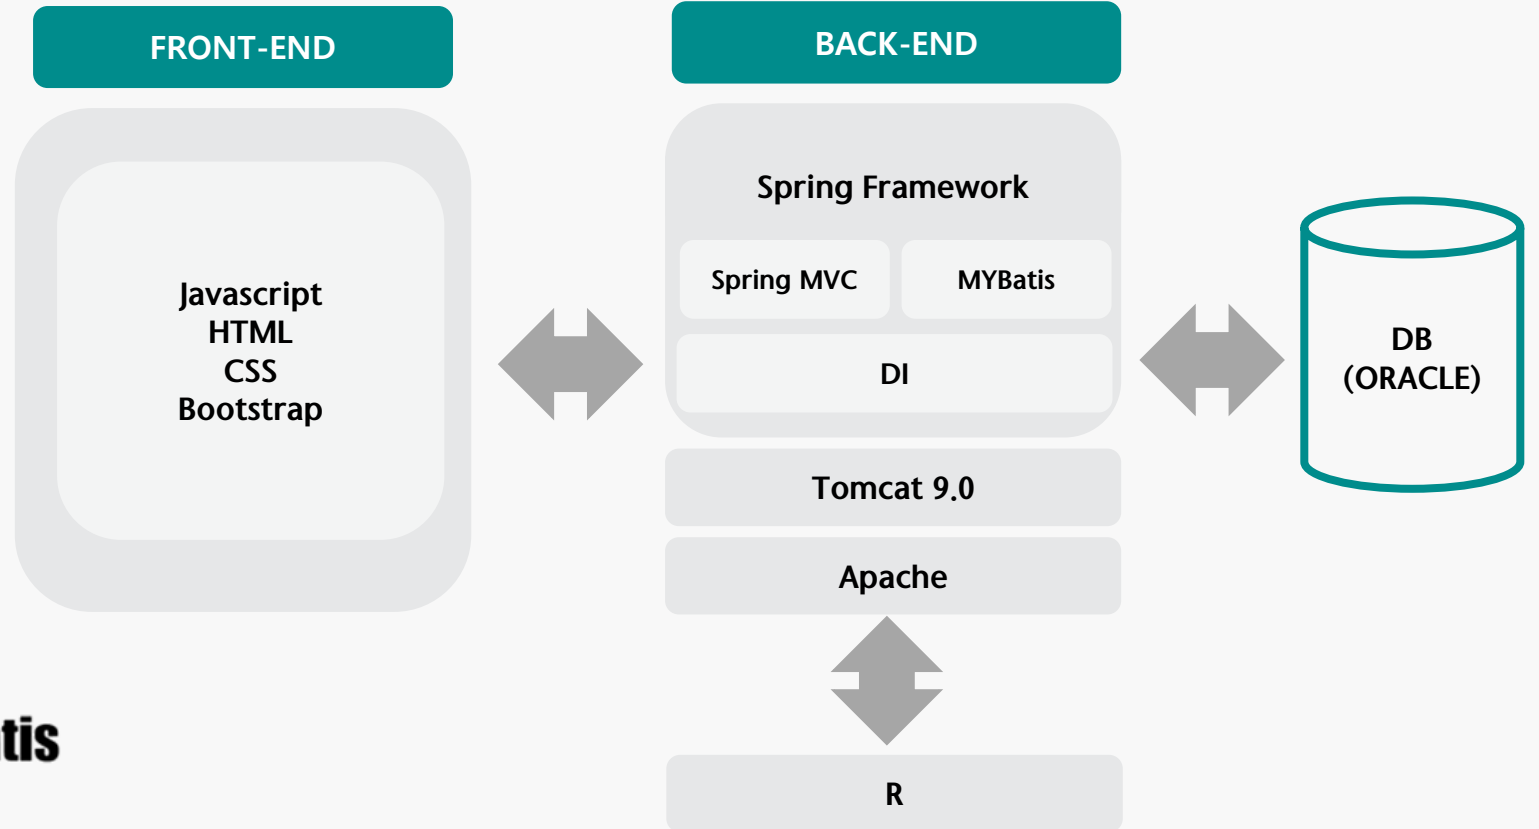 FRONT-END
Javascript
HTML
CSS
Bootstrap
BACK-END
Spring Framework
Spring MVC
MYBatis
DI
Tomcat 9.0
Apache
R
DB
(ORACLE)
tis